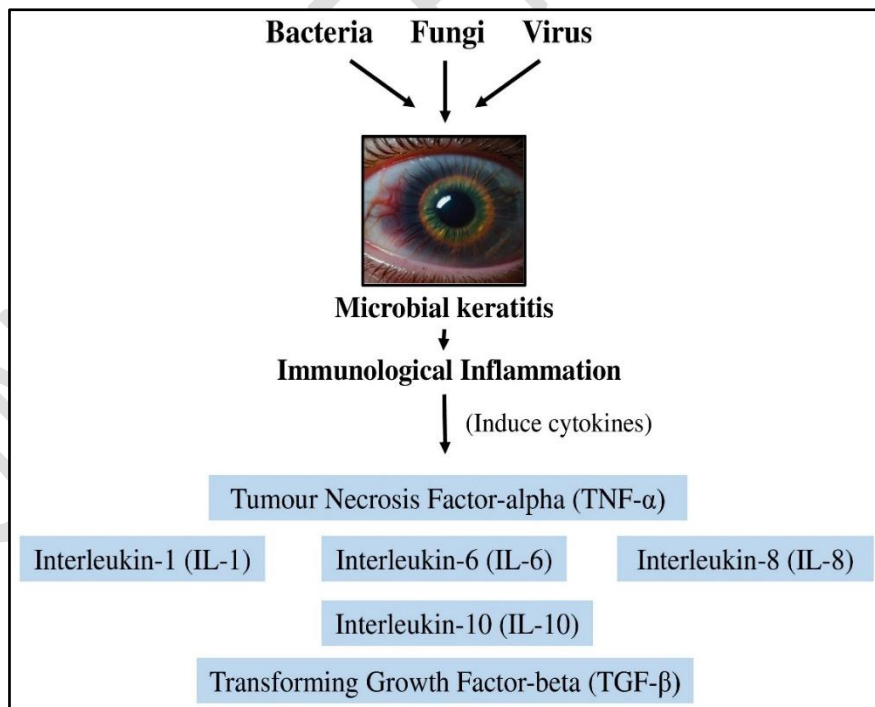 Bacteria Fungi Virus
Microbial keratitis
Immunological Inflammation
(Induce cytokines)
Tumour Necrosis Factor-alpha (TNF-α)
Interleukin-1 (IL-1) Interleukin-6 (IL-6) Interleukin-8 (IL-8)
Interleukin-10 (IL-10)
Transforming Growth Factor-beta (TGF-β)